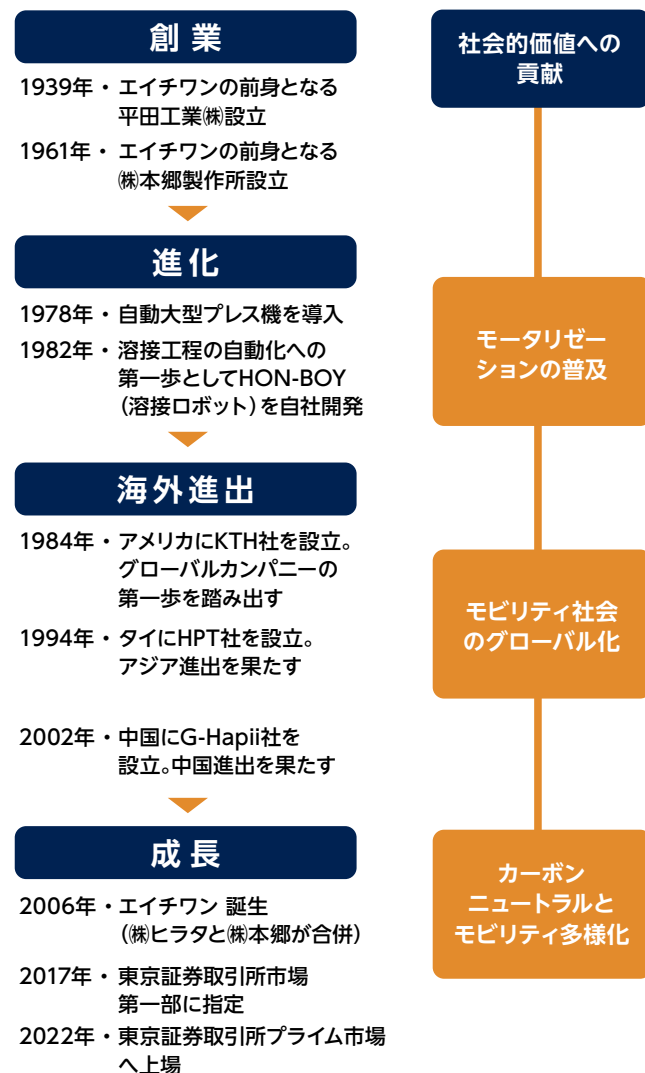 創業
1939年・エイチワンの前身となる
平田工業㈱設立
1961年・エイチワンの前身となる
㈱本郷製作所設立
進化
1978年・自動大型プレス機を導入
1982年・溶接工程の自動化への
第一歩としてHON-BOY
（溶接ロボット）を自社開発
海外進出
1984年・アメリカにKTH社を設立。
グローバルカンパニーの
第一歩を踏み出す
1994年・タイにHPT社を設立。
アジア進出を果たす
2002年・中国にG-Hapii社を
設立。中国進出を果たす
成長
2006年・エイチワン 誕生
（㈱ヒラタと㈱本郷が合併）
2017年・東京証券取引所市場
第一部に指定
2022年・東京証券取引所プライム市場
へ上場
社会的価値への
貢献
モータリゼー
ションの普及
モビリティ社会
のグローバル化
カーボン
ニュートラルと
モビリティ多様化